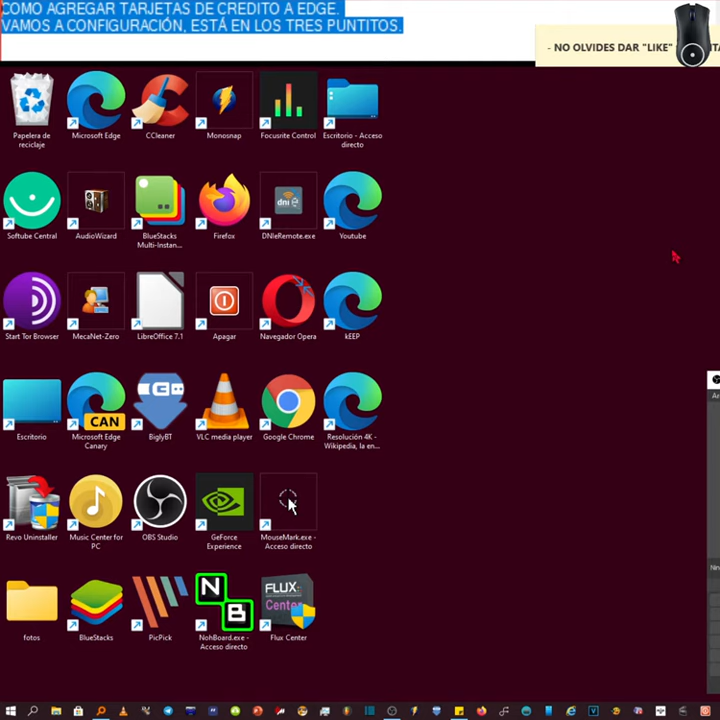 COMO AGREGAR TARJETAS DE CREDITO A EDGE.
VAMOS A CONFIGURACIÓN, ESTÁ EN LOS TRES PUNTITOS.
- NO OLVIDES DAR "LIKE"
Papelera de
reciclaje
Microsoft Edge
CCleaner
Monosnap
Focusrite Control
Escritorio - Acceso
directo
dni
Softube Central
AudioWizard
BlueStacks
Multi-Instan...
Firefox
DNIeRemote.exe
Youtube
Start Tor Browser
MecaNet-Zero
LibreOffice 7.1
Apagar
Navegador Opera
kEEP
CAN
Escritorio
Microsoft Edge
Canary
BiglyBT
VLC media player
Google Chrome
Resolución 4K -
Wikipedia, la en...
Revo Uninstaller
Music Center for
PC
OBS Studio
GeForce
Experience
MouseMark.exe -
Acceso directo
N
B
FLUX::
Center
fotos
BlueStacks
PicPick
NohBoard.exe -
Acceso directo
Flux Center